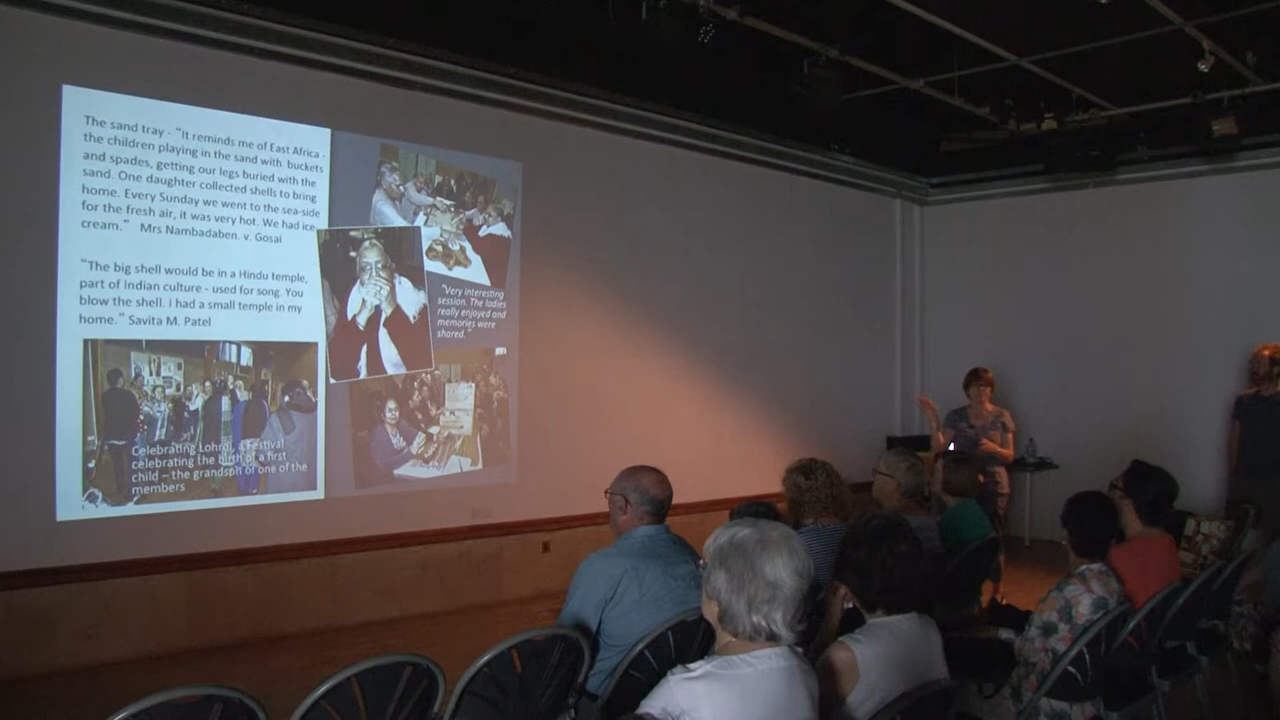 The sand tray - "It reminds me of East Africa -
the children playing in the sand with buckets
and spades, getting our legs buried with the
sand. One daughter collected shells to bring
home. Every Sunday we went to the sea-side
for the fresh air, it was very hot. We had ice-
cream." Mrs Nambadaben. v. Gosai
"The big shell would be in a Hindu temple,
part of Indian culture - used for song. You
blow the shell. I had a small temple in my
home." Savita M. Patel
"Very interesting
session. The ladies
really enjoyed and
memories were
shared."
Celebrating Lohrdi, a Festival
celebrating the birth of a first
child – the grandson of one of the
members